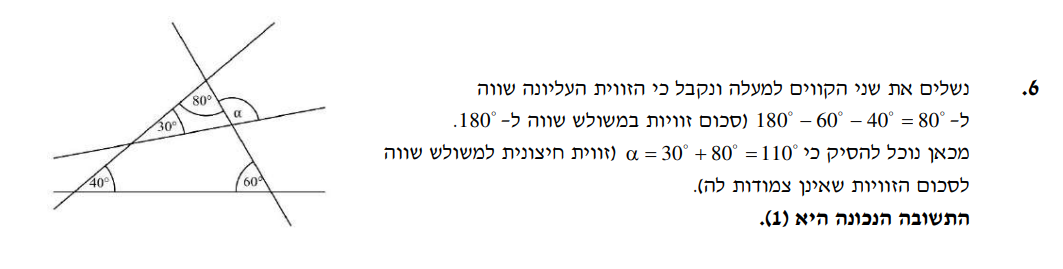 6. נשלים את שני הקווים למעלה ונקבל כי הזווית העליונה שווה
ל- 180° − 60° − 40° = 80° (סכום זוויות במשולש שווה ל- 180°.
מכאן נוכל להסיק כי α = 30° + 80° = 110° (זווית חיצונית למשולש שווה
לסכום הזוויות שאינן צמודות לה).
התשובה הנכונה היא (1).
80°
α
30°
40°
60°